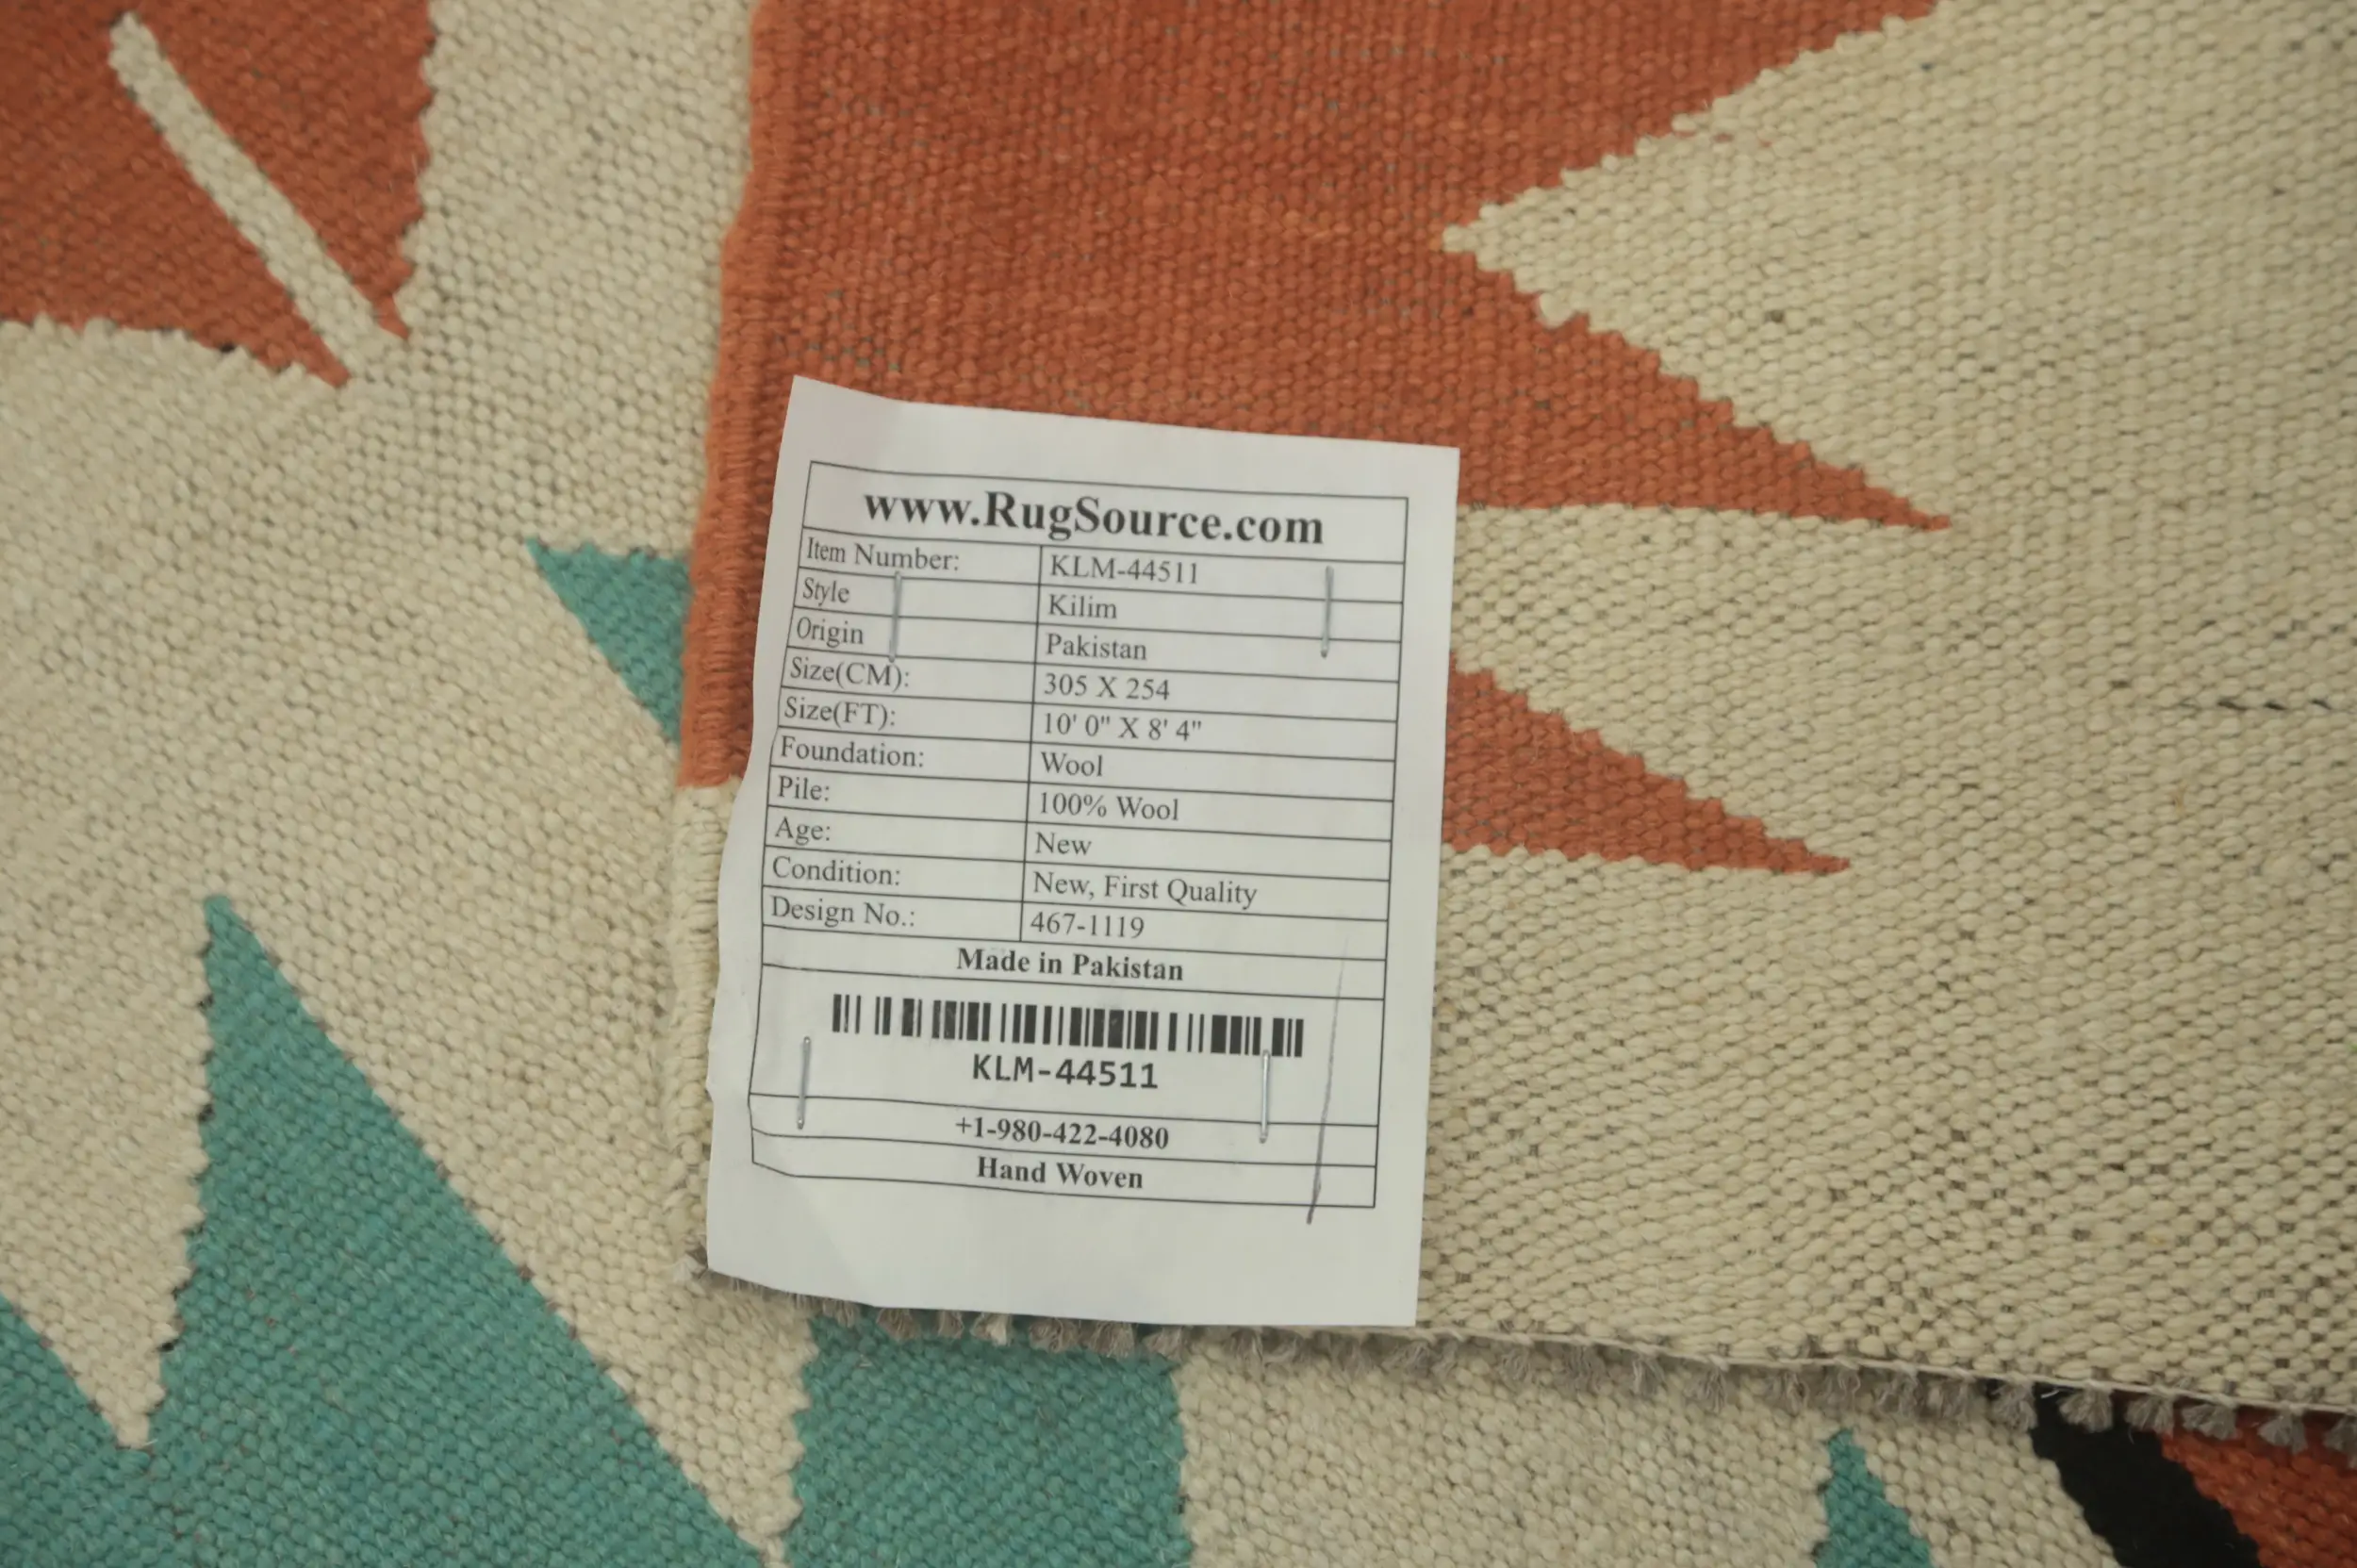 www.RugSource.com
Item Number: KLM-44511
Style Kilim
Origin Pakistan
Size(CM): 305 X 254
Size(FT): 10' 0" X 8' 4"
Foundation: Wool
Pile: 100% Wool
Age: New
Condition: New, First Quality
Design No.: 467-1119
Made in Pakistan
KLM-44511
+1-980-422-4080
Hand Woven